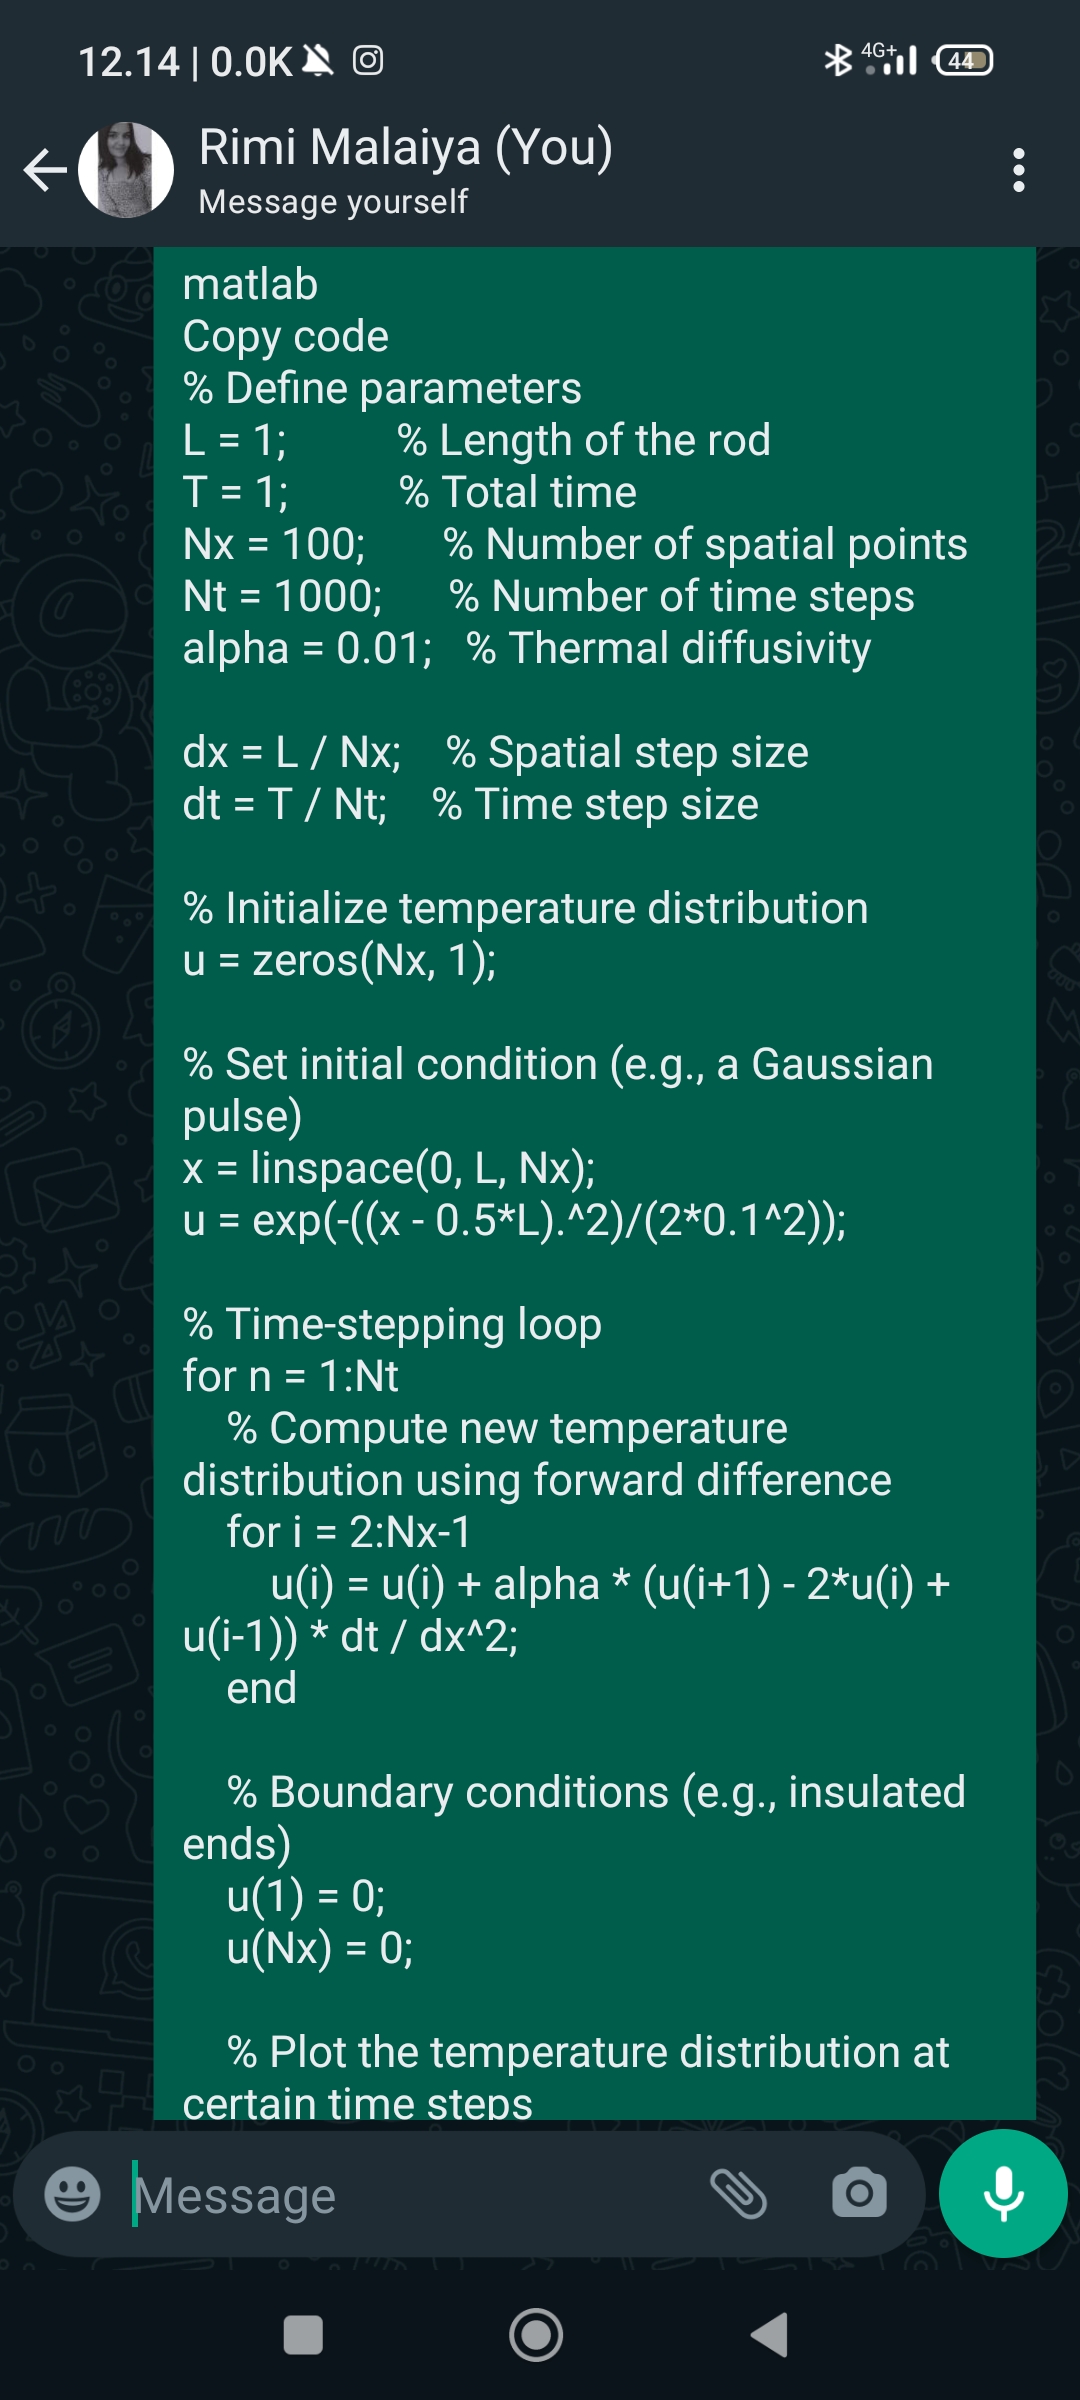 12.14 | 0.0K
4G+
44
Rimi Malaiya (You)
Message yourself
matlab
Copy code
% Define parameters
L = 1;          % Length of the rod
T = 1;          % Total time
Nx = 100;       % Number of spatial points
Nt = 1000;      % Number of time steps
alpha = 0.01;   % Thermal diffusivity
dx = L / Nx;    % Spatial step size
dt = T / Nt;    % Time step size
% Initialize temperature distribution
u = zeros(Nx, 1);
% Set initial condition (e.g., a Gaussian
pulse)
x = linspace(0, L, Nx);
u = exp(-((x - 0.5*L).^2)/(2*0.1^2));
% Time-stepping loop
for n = 1:Nt
    % Compute new temperature
distribution using forward difference
    for i = 2:Nx-1
        u(i) = u(i) + alpha * (u(i+1) - 2*u(i) +
u(i-1)) * dt / dx^2;
    end
    % Boundary conditions (e.g., insulated
ends)
    u(1) = 0;
    u(Nx) = 0;
    % Plot the temperature distribution at
certain time steps
Message